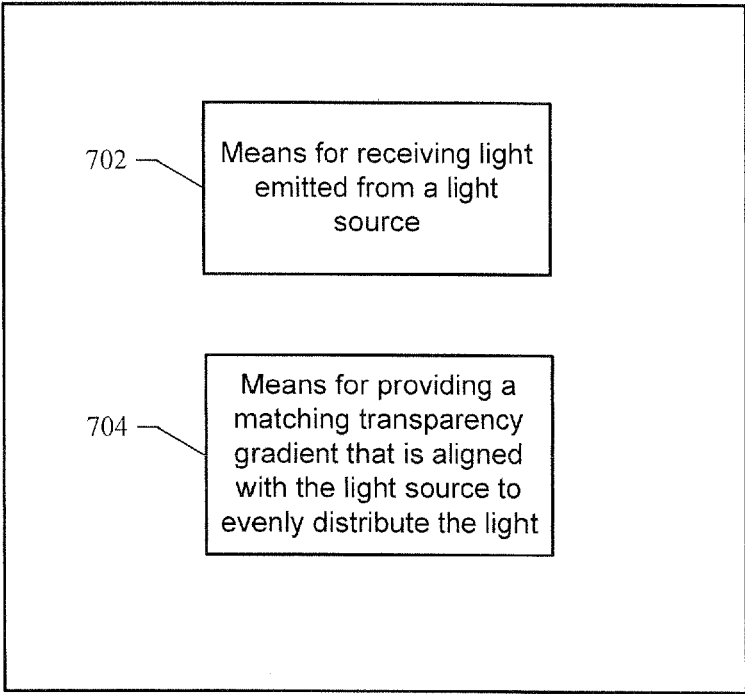 702
Means for receiving light
emitted from a light
source
704
Means for providing a
matching transparency
gradient that is aligned
with the light source to
evenly distribute the light